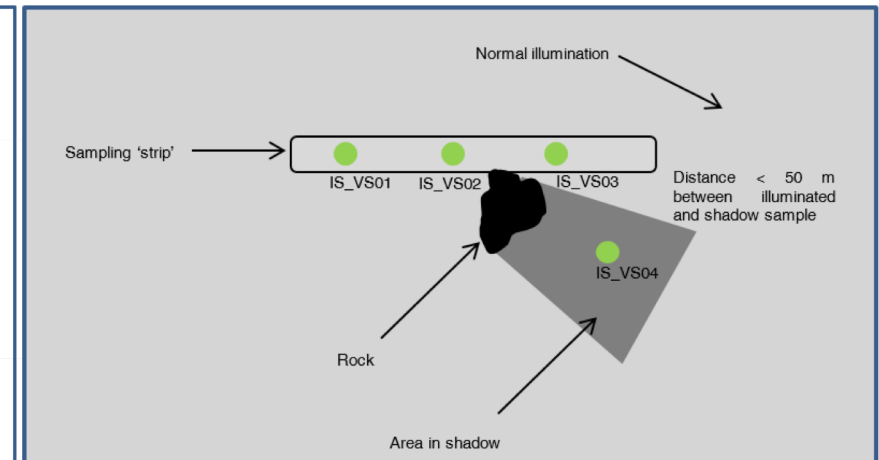 Normal illumination
Sampling ‘strip’
IS_VS01
IS_VS02
IS_VS03
Distance < 50 m
between illuminated
and shadow sample
IS_VS04
Rock
Area in shadow